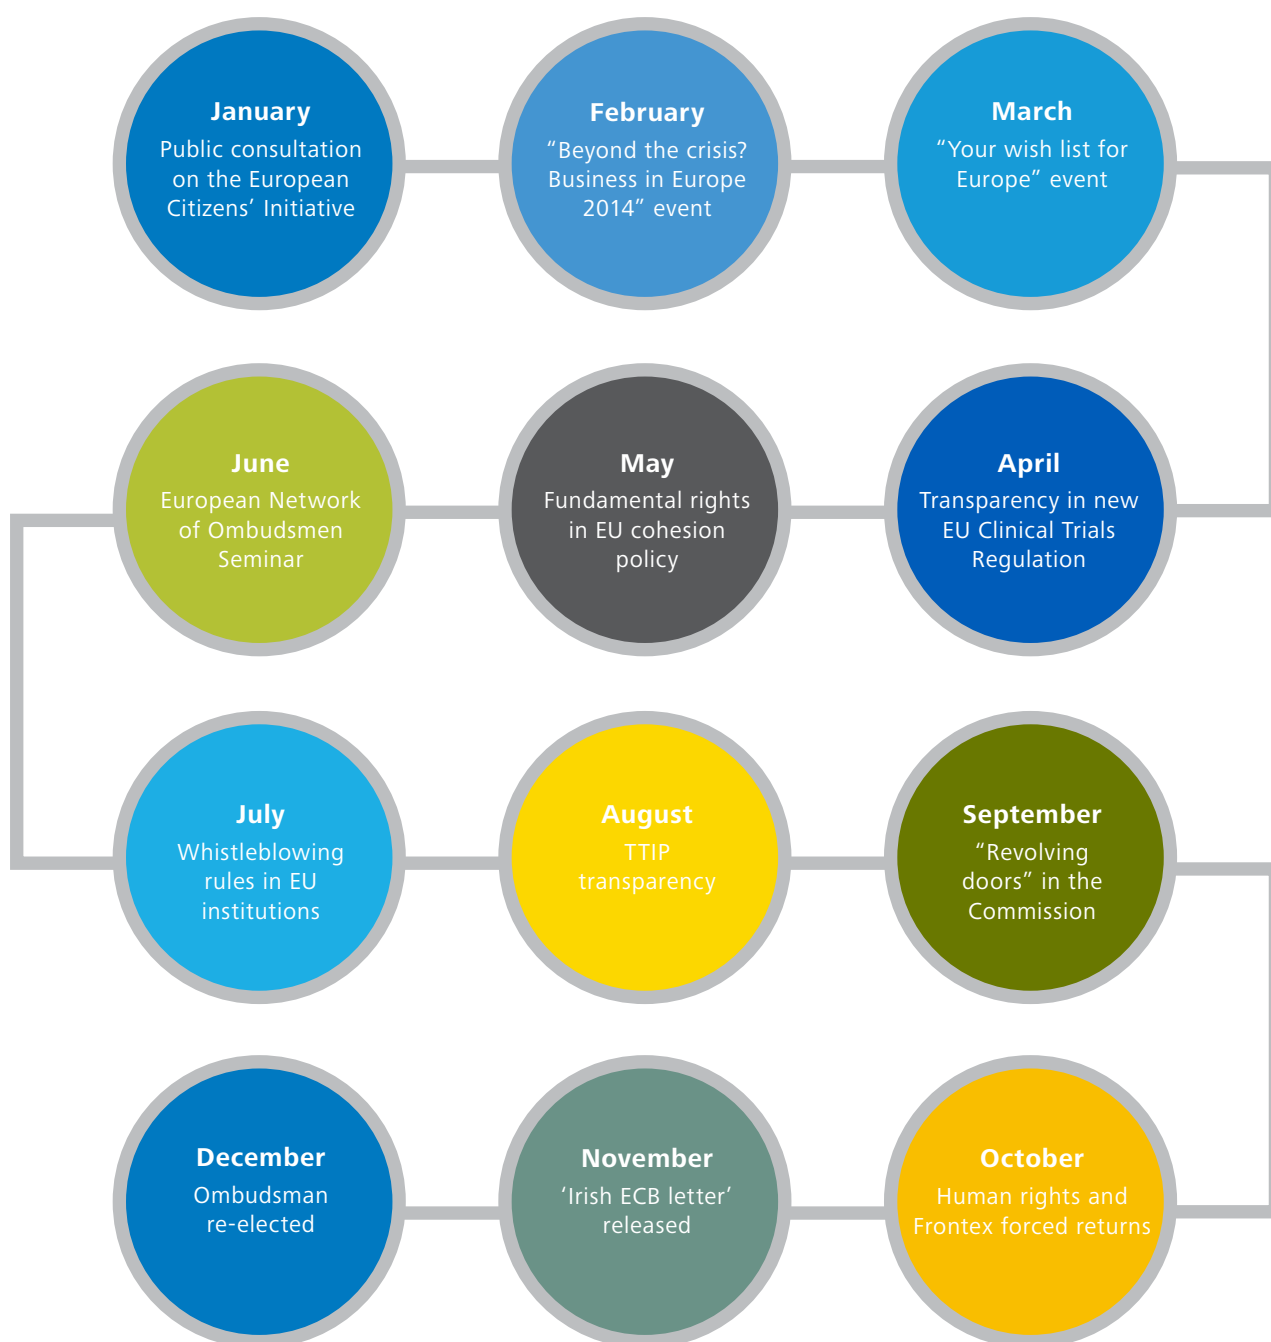 January
Public consultation
on the European
Citizens’ Initiative
February
“Beyond the crisis?
Business in Europe
2014” event
March
“Your wish list for
Europe” event
April
Transparency in new
EU Clinical Trials
Regulation
May
Fundamental rights
in EU cohesion
policy
June
European Network
of Ombudsmen
Seminar
July
Whistleblowing
rules in EU
institutions
August
TTIP
transparency
September
“Revolving
doors” in the
Commission
October
Human rights and
Frontex forced returns
November
‘Irish ECB letter’
released
December
Ombudsman
re-elected